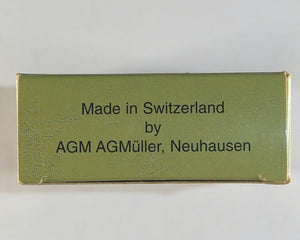 Made in Switzerland
by
AGM AGMüller, Neuhausen